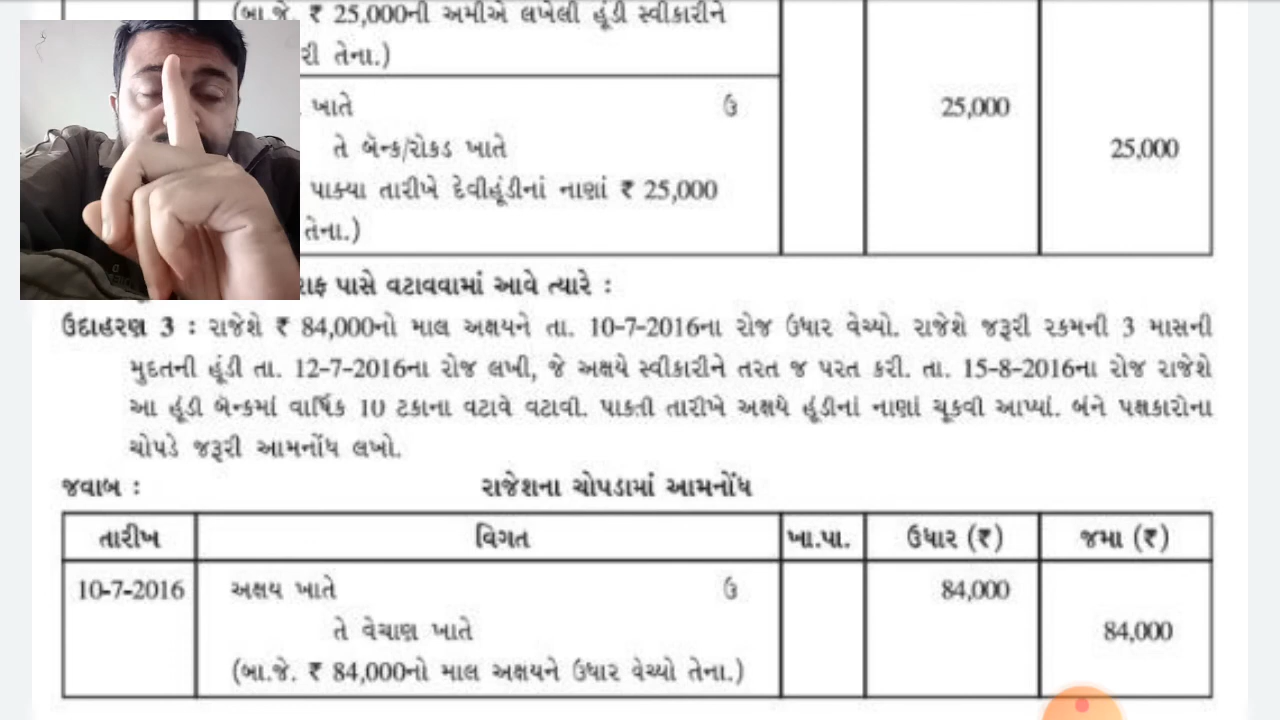 (બા.જે. ₹ 25,000ની અમીએ લખેલી હૂંડી સ્વીકારીને
રી તેના.)
ખાતે ઉ 25,000
તે બૅન્ક/રોકડ ખાતે 25,000
પાક્યા તારીખે દેવીહૂંડીનાં નાણાં ₹ 25,000
તેના.)
રાફ પાસે વટાવવામાં આવે ત્યારે :
ઉદાહરણ 3 : રાજેશે ₹ 84,000નો માલ અક્ષયને તા. 10-7-2016ના રોજ ઉધાર વેચ્યો. રાજેશે જરૂરી રકમની 3 માસની
મુદતની હૂંડી તા. 12-7-2016ના રોજ લખી, જે અક્ષયે સ્વીકારીને તરત જ પરત કરી. તા. 15-8-2016ના રોજ રાજેશે
આ હૂંડી બૅન્કમાં વાર્ષિક 10 ટકાના વટાવે વટાવી. પાકતી તારીખે અક્ષયે હૂંડીનાં નાણાં ચૂકવી આપ્યાં. બંને પક્ષકારોના
ચોપડે જરૂરી આમનોંધ લખો.
જવાબ : રાજેશના ચોપડામાં આમનોંધ
તારીખ વિગત ખા.પા. ઉધાર (₹) જમા (₹)
10-7-2016 અક્ષય ખાતે ઉ 84,000
તે વેચાણ ખાતે 84,000
(બા.જે. ₹ 84,000નો માલ અક્ષયને ઉધાર વેચ્યો તેના.)